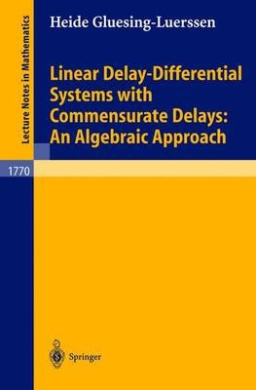 Heide Gluesing-Luerssen
Linear Delay-Differential
Systems with
Commensurate Delays:
An Algebraic Approach
Lecture Notes in Mathematics
1770
Springer